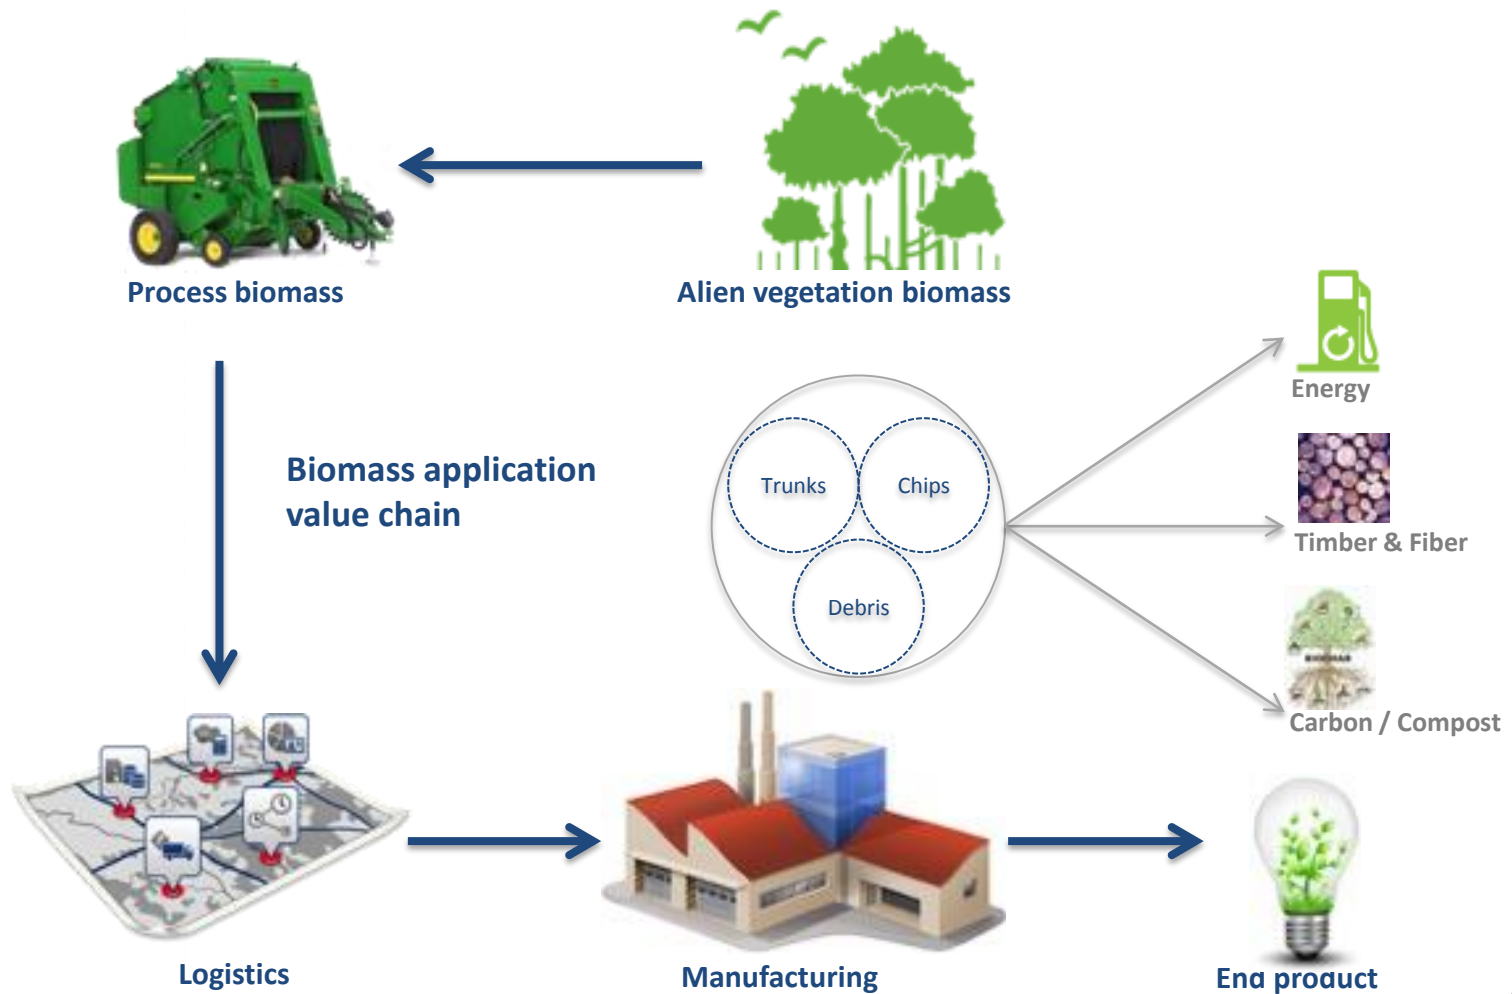 Process biomass
Alien vegetation biomass
Energy
Biomass application
value chain
Trunks
Chips
Debris
Timber & Fiber
Carbon / Compost
Logistics
Manufacturing
End product